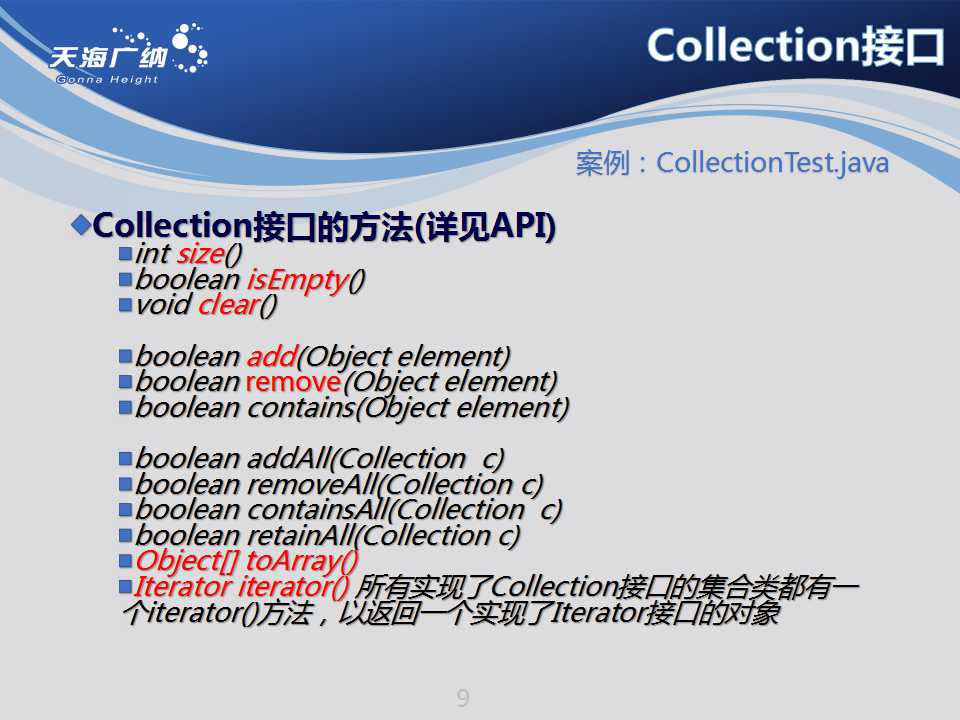 天海广纳
Gonna Height
Collection接口
案例：CollectionTest.java
Collection接口的方法(详见API)
int size()
boolean isEmpty()
void clear()
boolean add(Object element)
boolean remove(Object element)
boolean contains(Object element)
boolean addAll(Collection  c)
boolean removeAll(Collection c)
boolean containsAll(Collection  c)
boolean retainAll(Collection c)
Object[] toArray()
Iterator iterator() 所有实现了Collection接口的集合类都有一
个iterator()方法，以返回一个实现了Iterator接口的对象
9